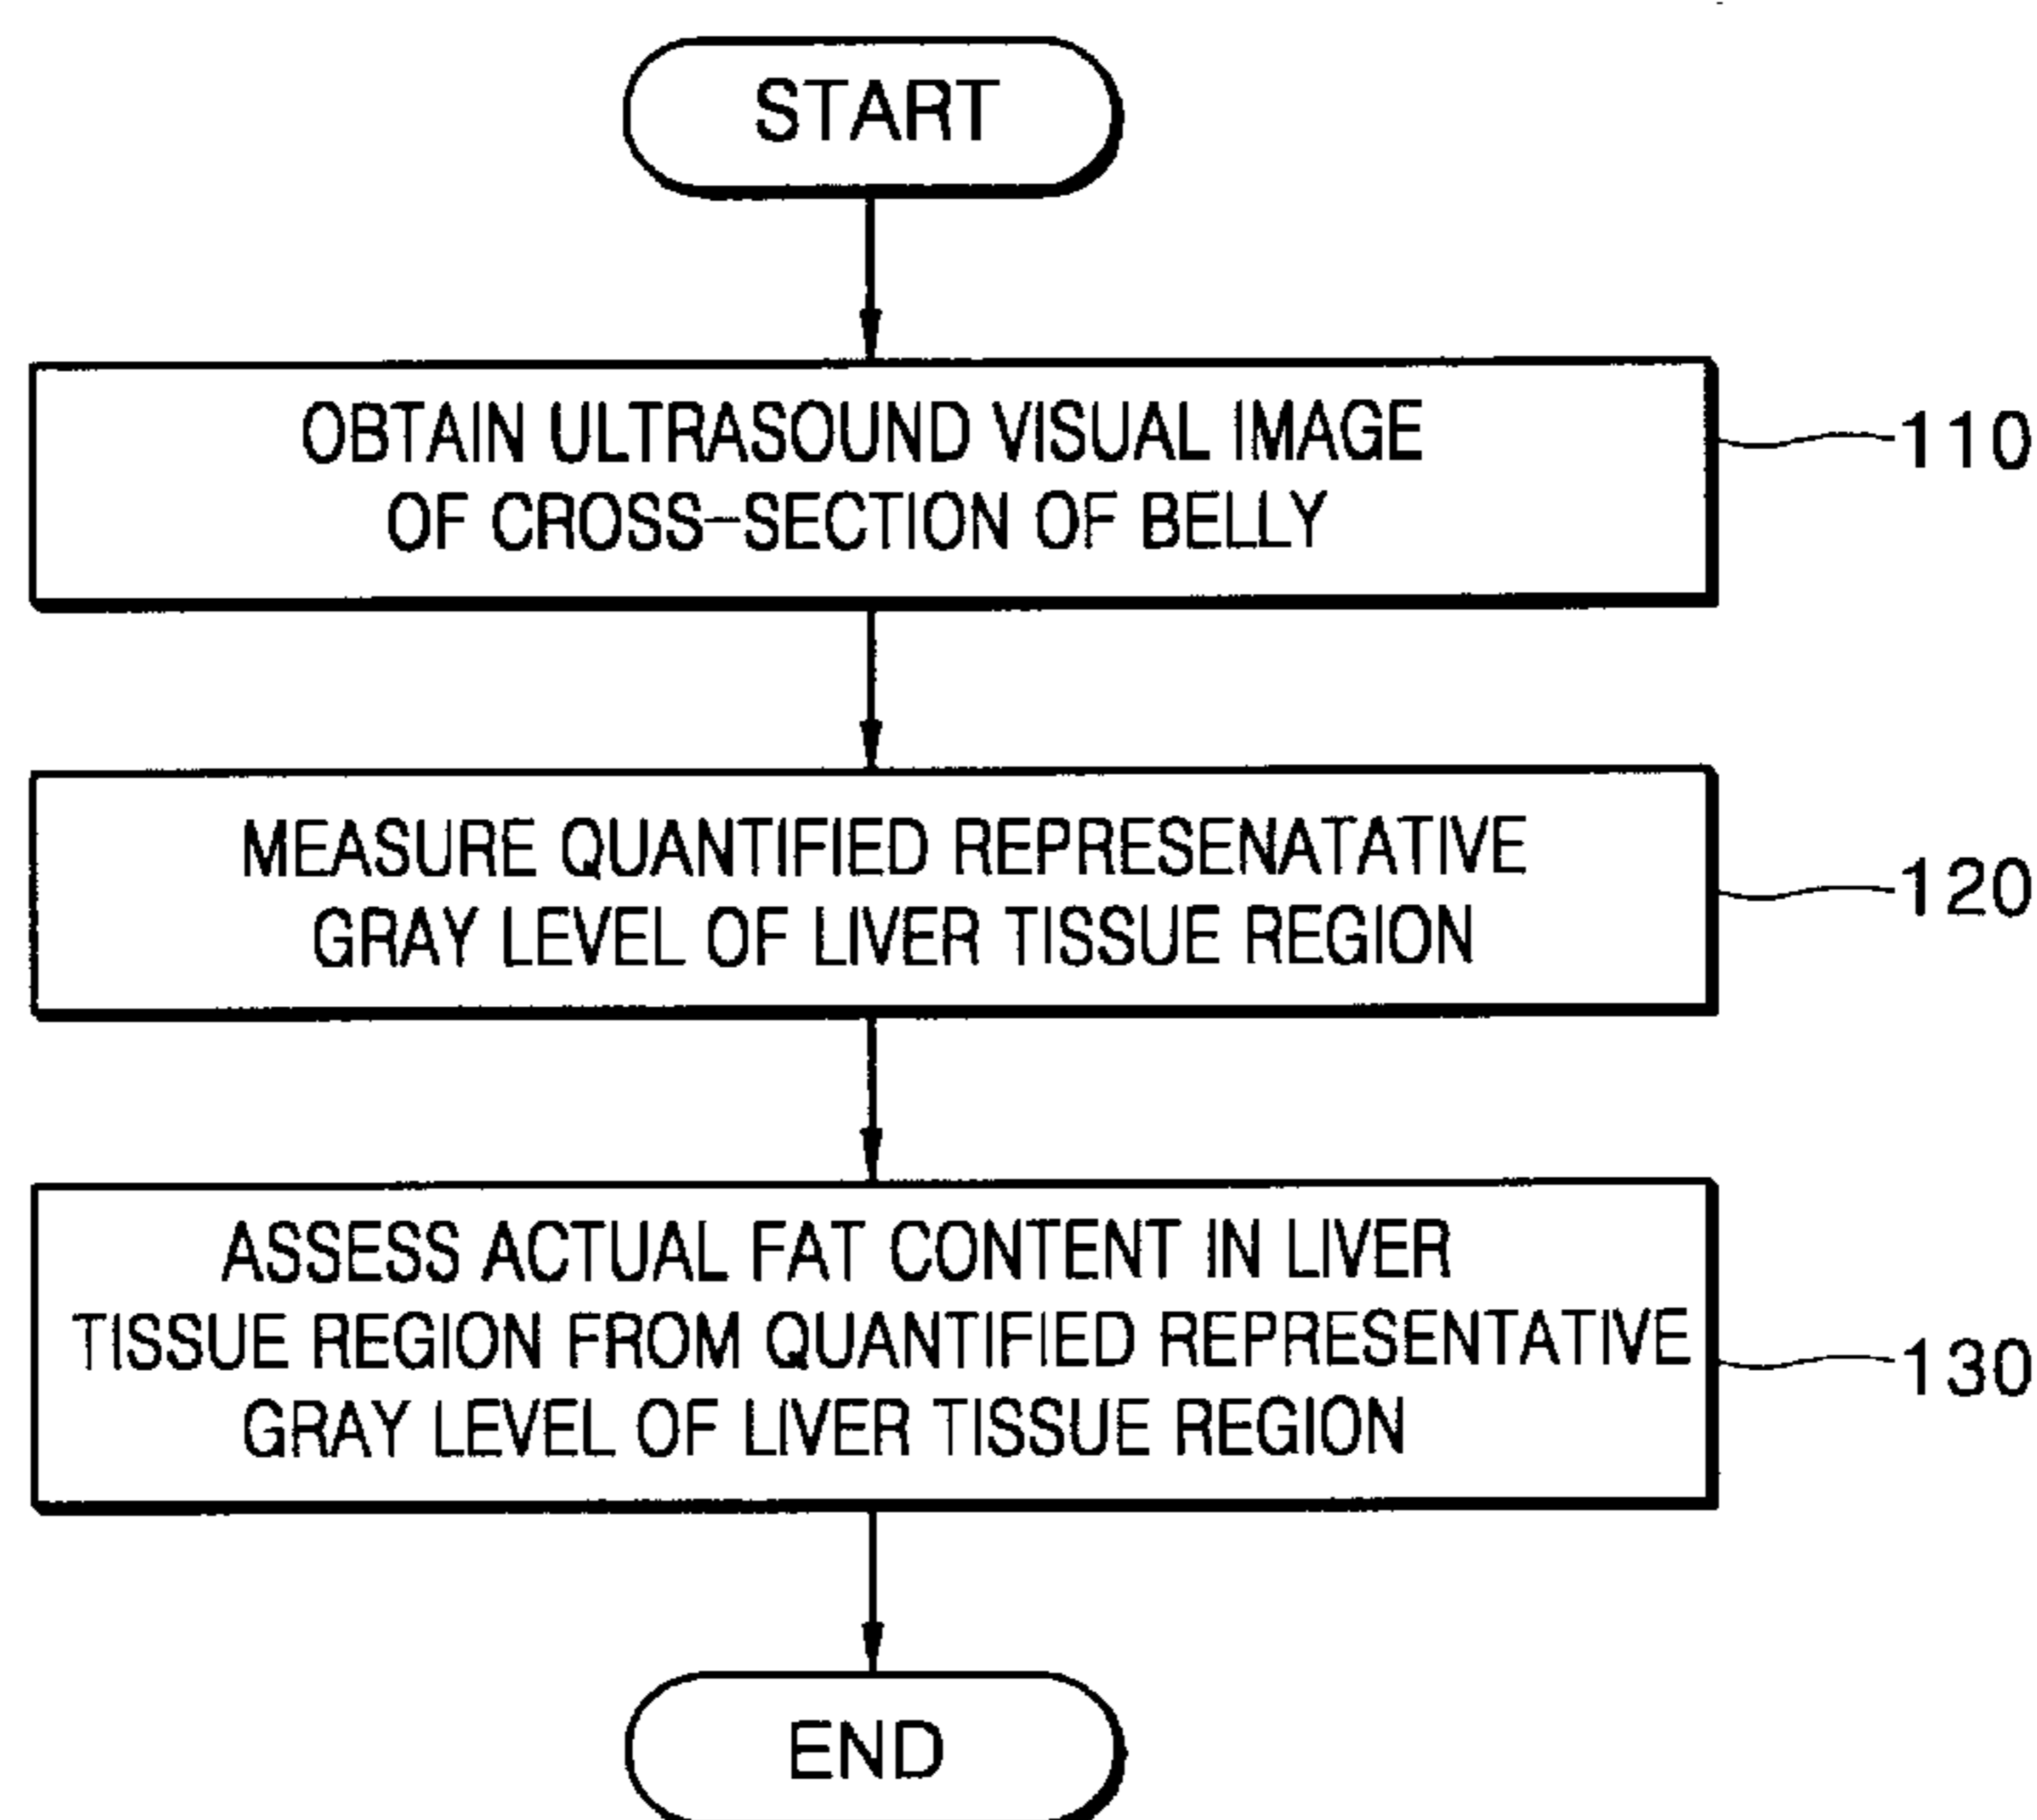 START
OBTAIN ULTRASOUND VISUAL IMAGE
OF CROSS-SECTION OF BELLY
110
MEASURE QUANTIFIED REPRESENATATIVE
GRAY LEVEL OF LIVER TISSUE REGION
120
ASSESS ACTUAL FAT CONTENT IN LIVER
TISSUE REGION FROM QUANTIFIED REPRESENTATIVE
GRAY LEVEL OF LIVER TISSUE REGION
130
END